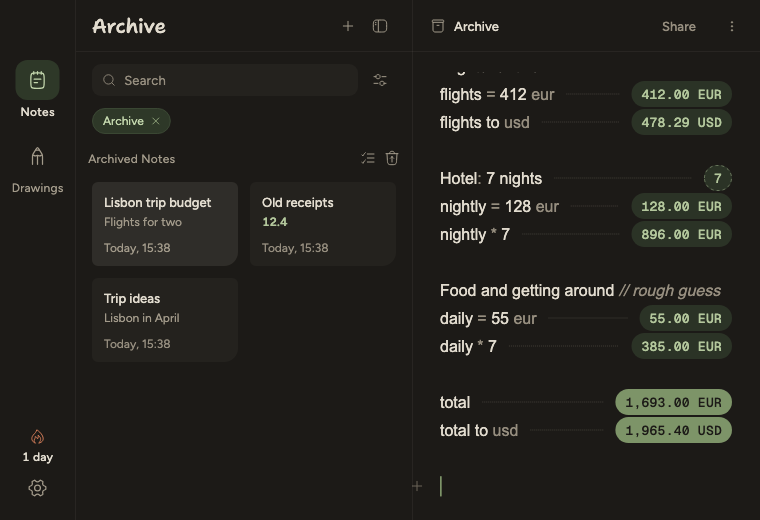 Archive
Archive
Share
Search
Notes
Archive
Drawings
Archived Notes
Lisbon trip budget
Flights for two
Today, 15:38
Old receipts
12.4
Today, 15:38
Trip ideas
Lisbon in April
Today, 15:38
1 day
flights = 412 eur 412.00 EUR
flights to usd 478.29 USD
Hotel: 7 nights 7
nightly = 128 eur 128.00 EUR
nightly * 7 896.00 EUR
Food and getting around // rough guess
daily = 55 eur 55.00 EUR
daily * 7 385.00 EUR
total 1,693.00 EUR
total to usd 1,965.40 USD